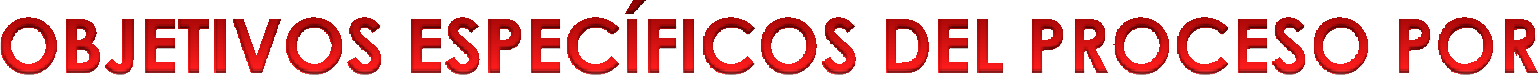 OBJETIVOS ESPECÍFICOS DEL PROCESO POR